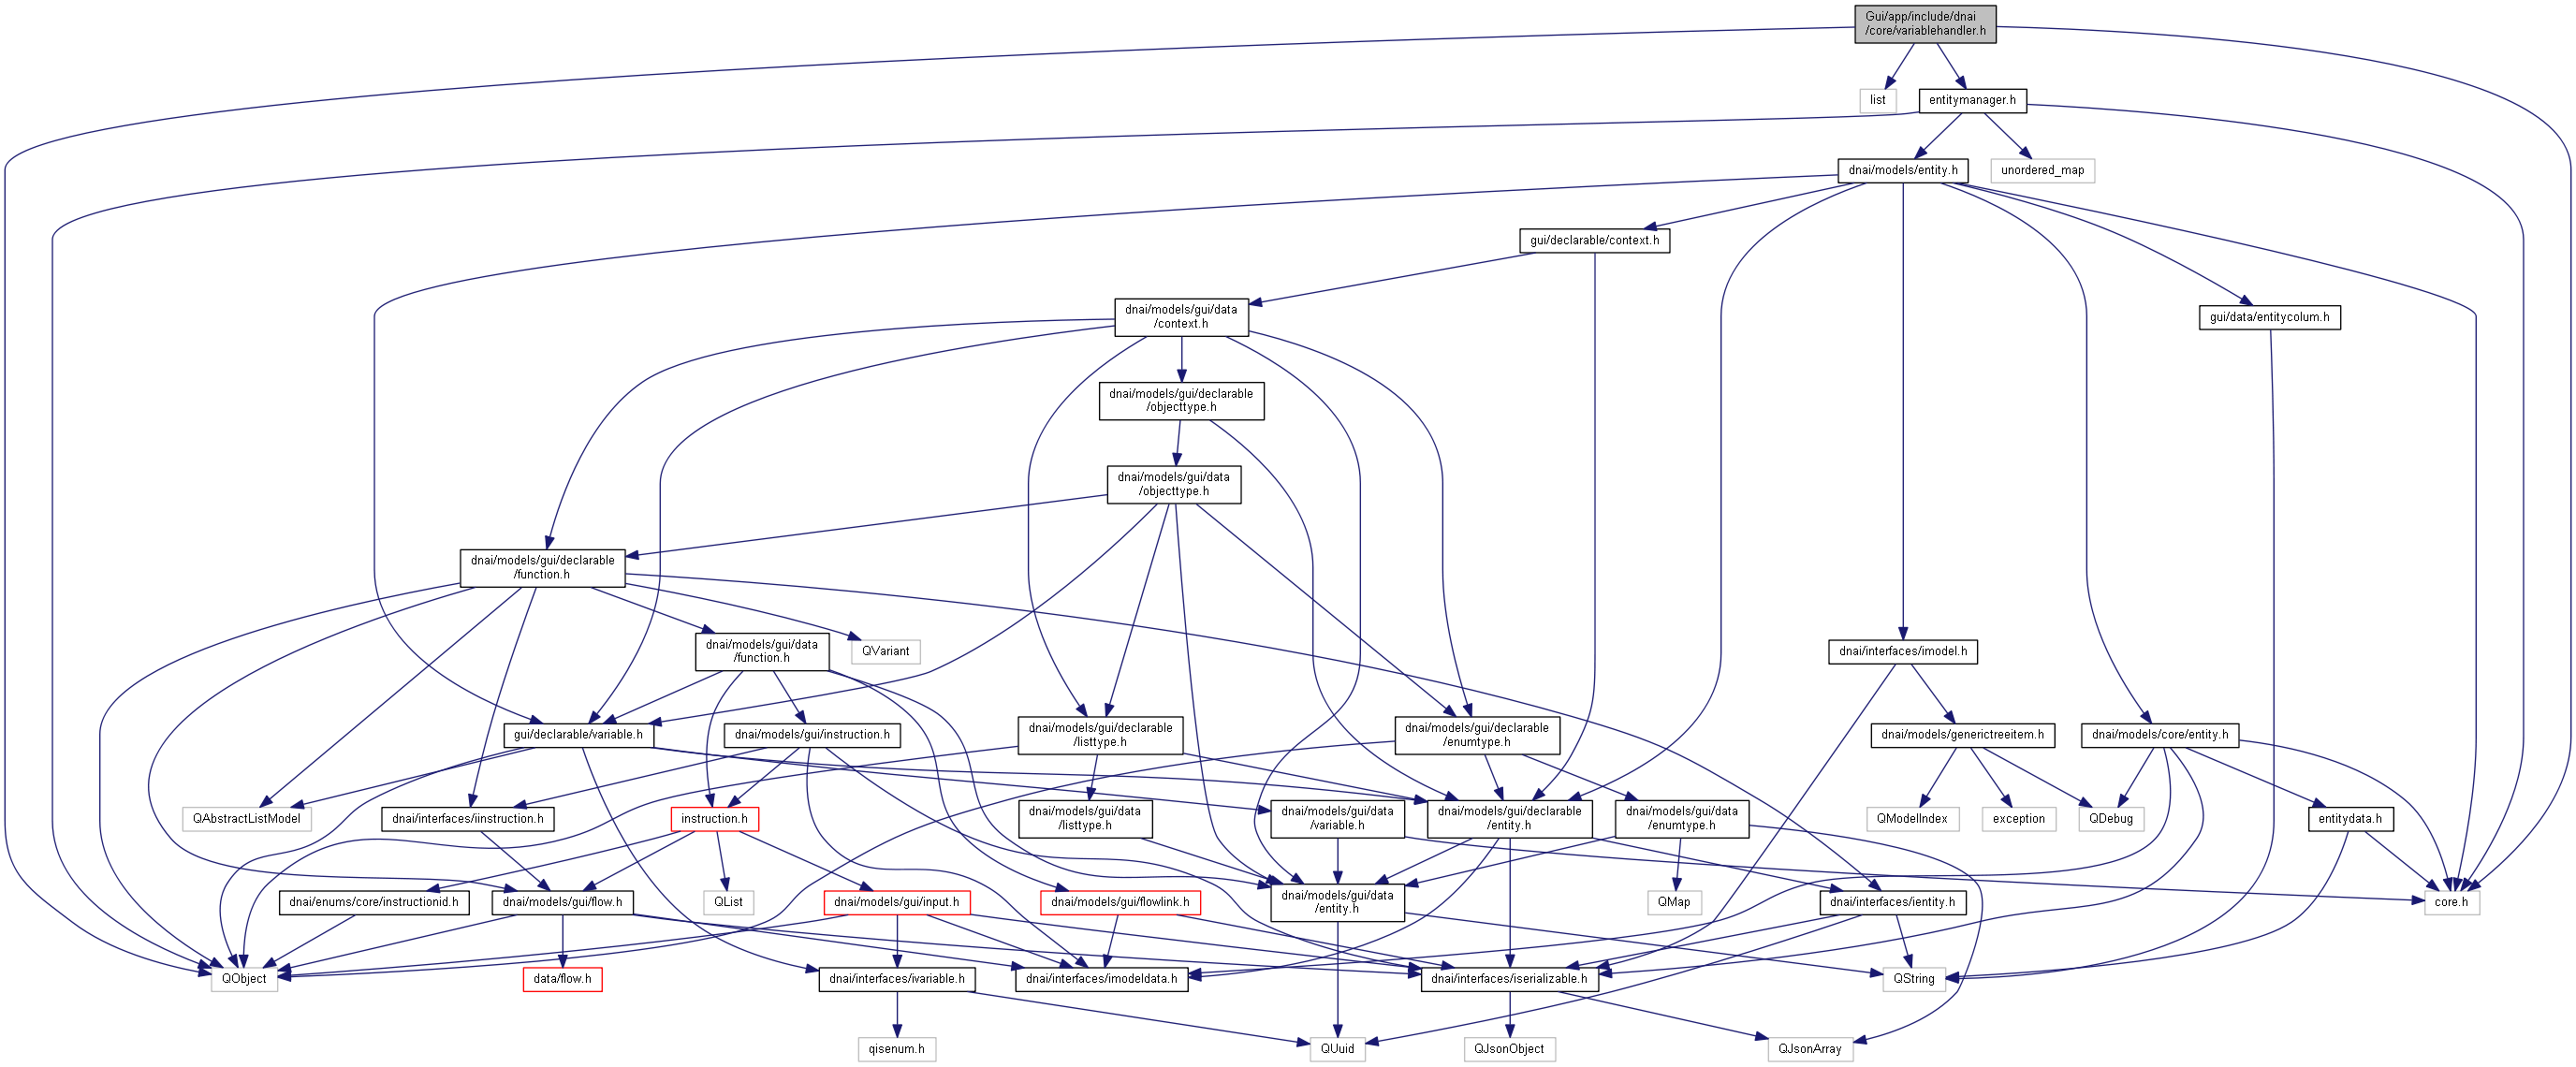 Gui/app/include/dnai
/core/variablehandler.h
list
entitymanager.h
dnai/models/entity.h
unordered_map
gui/declarable/context.h
dnai/models/gui/data
/context.h
gui/data/entitycolum.h
dnai/models/gui/declarable
/objecttype.h
dnai/models/gui/data
/objecttype.h
dnai/models/gui/declarable
/function.h
dnai/models/gui/data
/function.h
QVariant
dnai/interfaces/imodel.h
gui/declarable/variable.h
dnai/models/gui/instruction.h
dnai/models/gui/declarable
/listtype.h
dnai/models/gui/declarable
/enumtype.h
dnai/models/generictreeitem.h
dnai/models/core/entity.h
QAbstractListModel
dnai/interfaces/iinstruction.h
instruction.h
dnai/models/gui/data
/listtype.h
dnai/models/gui/data
/variable.h
dnai/models/gui/declarable
/entity.h
dnai/models/gui/data
/enumtype.h
QModelIndex
exception
QDebug
entitydata.h
dnai/enums/core/instructionid.h
dnai/models/gui/flow.h
QList
dnai/models/gui/input.h
dnai/models/gui/flowlink.h
dnai/models/gui/data
/entity.h
QMap
dnai/interfaces/ientity.h
core.h
QObject
data/flow.h
dnai/interfaces/ivariable.h
dnai/interfaces/imodeldata.h
dnai/interfaces/iserializable.h
QString
qisenum.h
QUuid
QJsonObject
QJsonArray